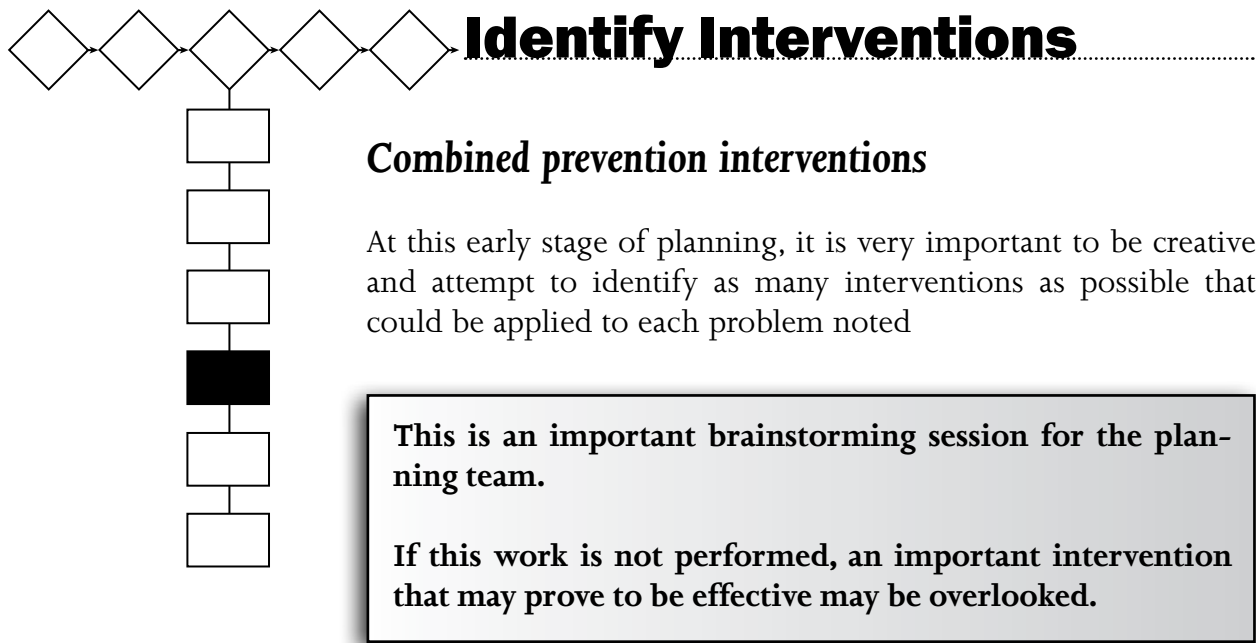 Identify Interventions
Combined prevention interventions
At this early stage of planning, it is very important to be creative
and attempt to identify as many interventions as possible that
could be applied to each problem noted
This is an important brainstorming session for the plan-
ning team.
If this work is not performed, an important intervention
that may prove to be effective may be overlooked.